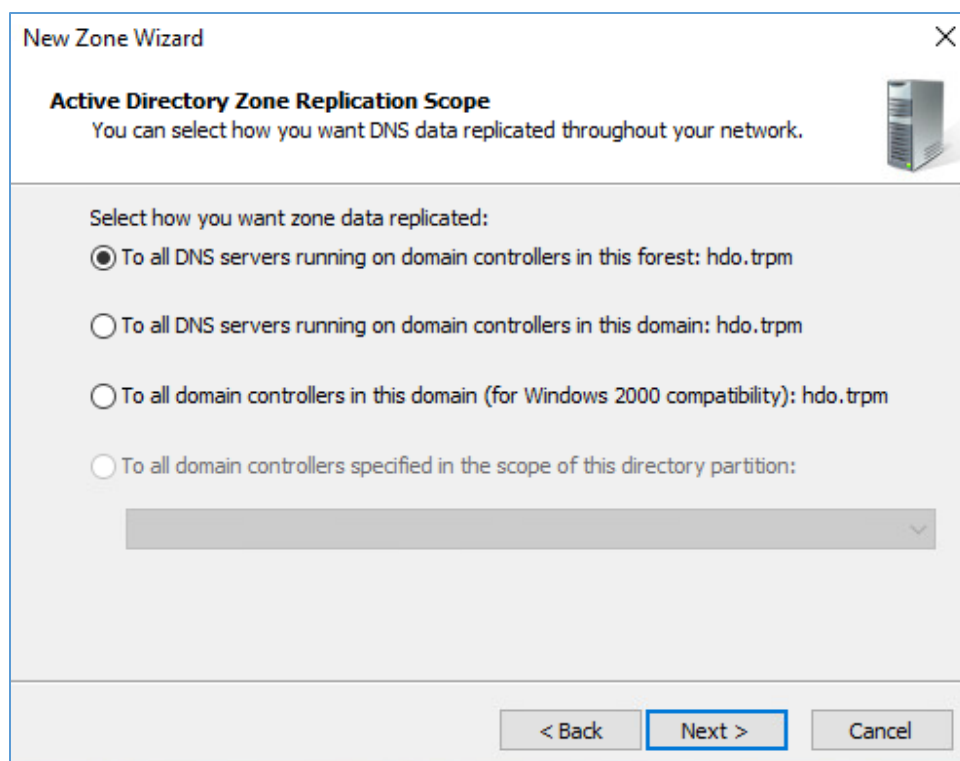 New Zone Wizard
Active Directory Zone Replication Scope
You can select how you want DNS data replicated throughout your network.
Select how you want zone data replicated:
To all DNS servers running on domain controllers in this forest: hdo.trpm
To all DNS servers running on domain controllers in this domain: hdo.trpm
To all domain controllers in this domain (for Windows 2000 compatibility): hdo.trpm
To all domain controllers specified in the scope of this directory partition:
< Back
Next >
Cancel